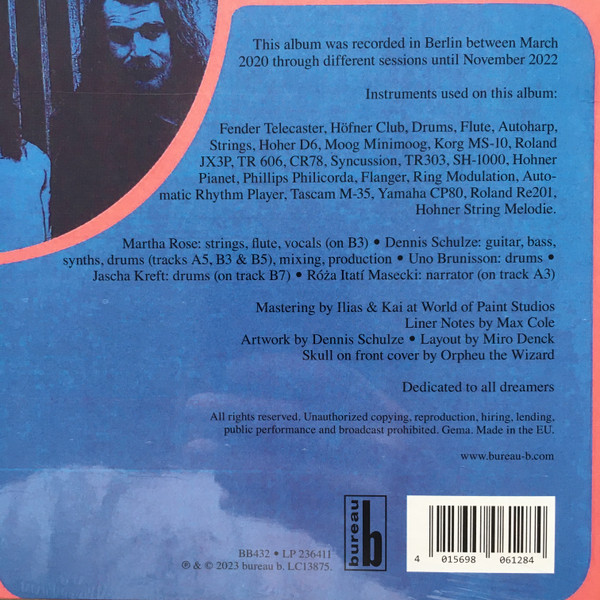 This album was recorded in Berlin between March
2020 through different sessions until November 2022
Instruments used on this album:
Fender Telecaster, Höfner Club, Drums, Flute, Autoharp,
Strings, Hoher D6, Moog Minimoog, Korg MS-10, Roland
JX3P, TR 606, CR78, Syncussion, TR303, SH-1000, Hohner
Pianet, Phillips Philicorda, Flanger, Ring Modulation, Auto-
matic Rhythm Player, Tascam M-35, Yamaha CP80, Roland Re201,
Hohner String Melodie.
Martha Rose: strings, flute, vocals (on B3) • Dennis Schulze: guitar, bass,
synths, drums (tracks A5, B3 & B5), mixing, production • Uno Brunisson: drums •
Jascha Kreft: drums (on track B7) • Róża Itatí Masecki: narrator (on track A3)
Mastering by Ilias & Kai at World of Paint Studios
Liner Notes by Max Cole
Artwork by Dennis Schulze • Layout by Miro Denck
Skull on front cover by Orpheu the Wizard
Dedicated to all dreamers
All rights reserved. Unauthorized copying, reproduction, hiring, lending,
public performance and broadcast prohibited. Gema. Made in the EU.
www.bureau-b.com
bureau b
BB432 • LP 236411
℗ & © 2023 bureau b. LC13875.
4 015698 061284